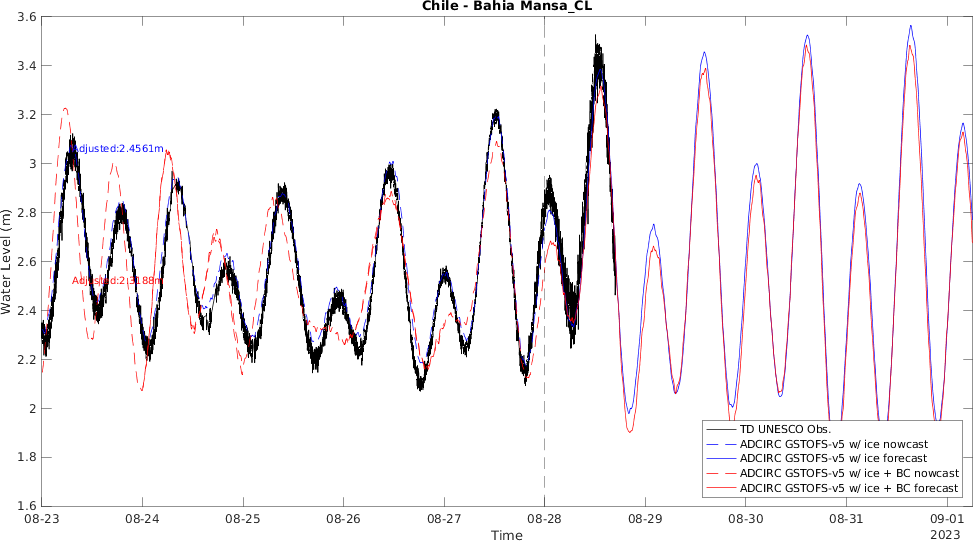 Chile - Bahia Mansa_CL
3.6
3.4
3.2
3
2.8
2.6
2.4
2.2
2
1.8
1.6
Water Level (m)
Adjusted:2.4561m
Adjusted:2.3188m
TD UNESCO Obs.
ADCIRC GSTOFS-v5 w/ ice nowcast
ADCIRC GSTOFS-v5 w/ ice forecast
ADCIRC GSTOFS-v5 w/ ice + BC nowcast
ADCIRC GSTOFS-v5 w/ ice + BC forecast
08-23 08-24 08-25 08-26 08-27 08-28 08-29 08-30 08-31 09-01
Time 2023